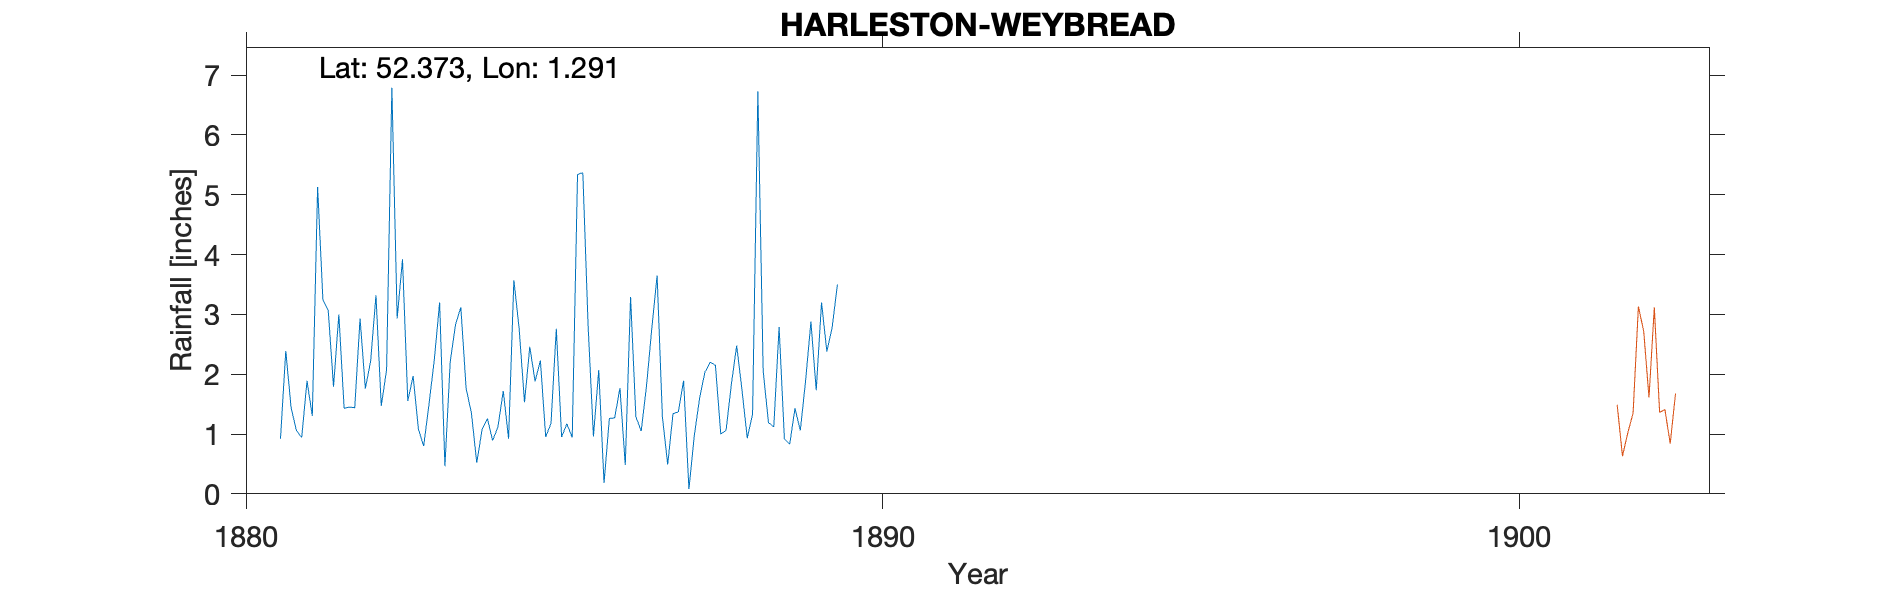 HARLESTON-WEYBREAD
Lat: 52.373, Lon: 1.291
Rainfall [inches]
7
6
5
4
3
2
1
0
1880 1890 1900
Year